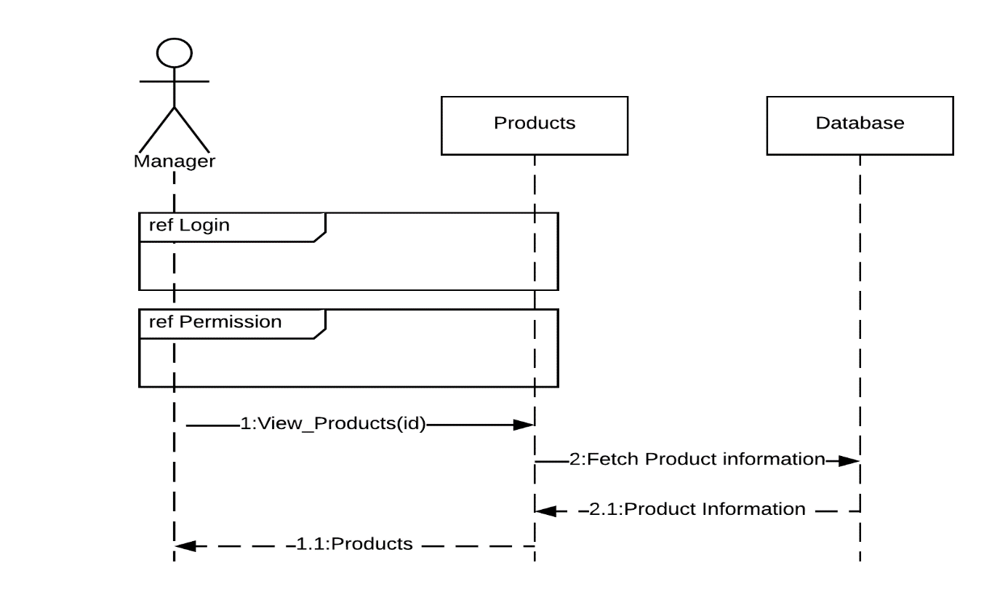 Manager
Products
Database
ref Login
ref Permission
1:View_Products(id)
2:Fetch Product information
2.1:Product Information
1.1:Products